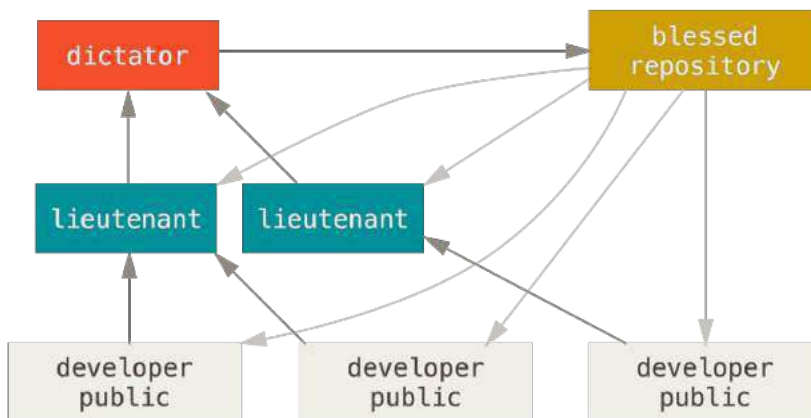 dictator
blessed
repository
lieutenant
lieutenant
developer
public
developer
public
developer
public